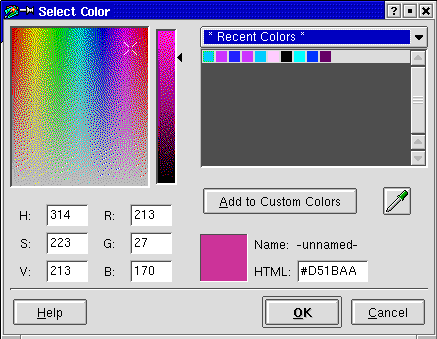 Select Color
* Recent Colors *
Add to Custom Colors
H: 314 R: 213
S: 223 G: 27
V: 213 B: 170
Name: -unnamed-
HTML: #D51BAA
Help OK Cancel